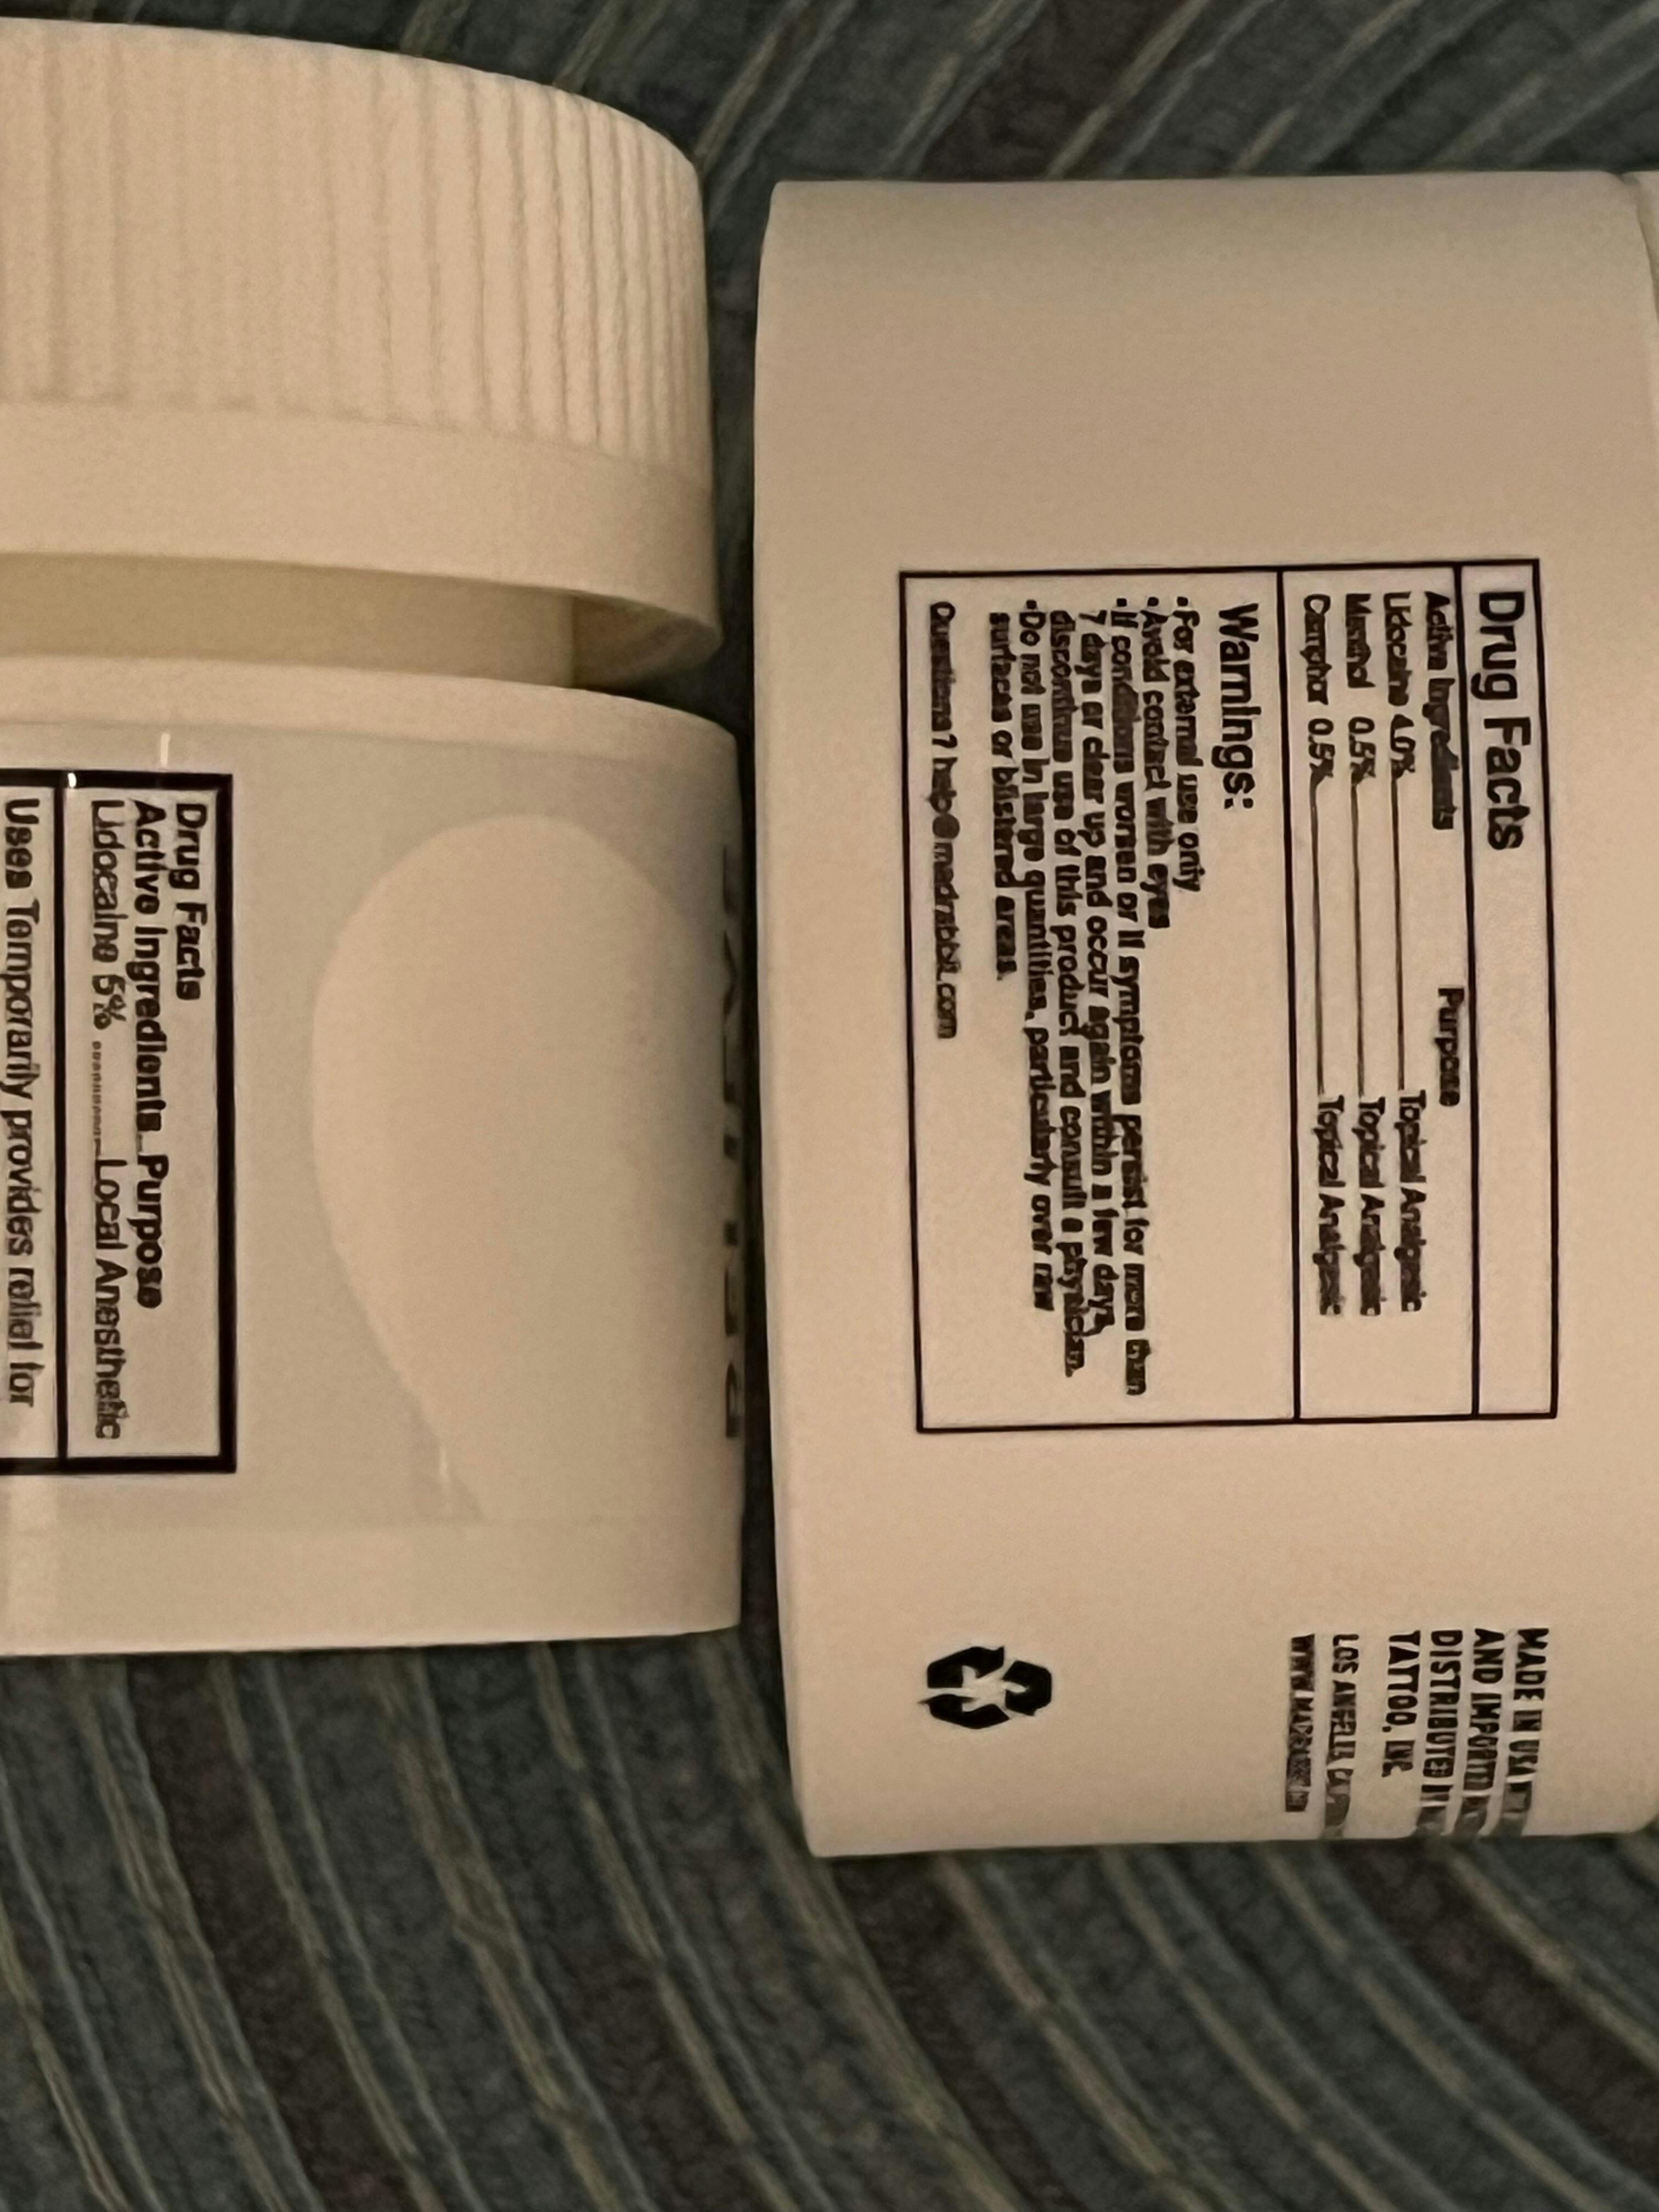 Drug Facts
Active Ingredients Purpose
Lidocaine 4.0% Topical Analgesic
Menthol 0.5% Topical Analgesic
Camphor 0.5% Topical Analgesic
Warnings:
•For external use only
•Avoid contact with eyes
•If conditions worsen or if symptoms persist for more than
7 days or clear up and occur again within a few days,
discontinue use of this product and consult a physician.
•Do not use in large quantities, particularly over raw
surfaces or blistered areas.
Questions? help@madrabbit.com
MADE IN USA
AND IMPORTED
DISTRIBUTED BY
TATTOO, INC.
LOS ANGELES,
Drug Facts
Active Ingredients Purpose
Lidocaine 5% Local Anesthetic
Uses Temporarily provides relief for